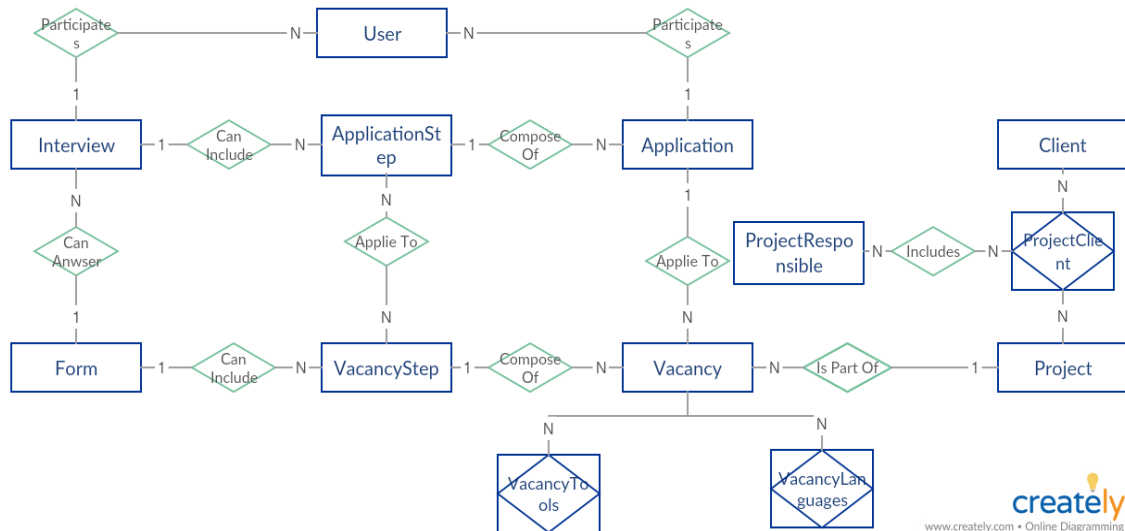 Participate
s
N
User
N
Participate
s
1
1
Interview
1
Can
Include
N
ApplicationSt
ep
1
Compose
Of
N
Application
Client
N
N
1
N
Can
Anwser
Applie To
Applie To
ProjectRespo
nsible
N
Includes
N
ProjectClie
nt
1
N
N
N
Form
1
Can
Include
N
VacancyStep
1
Compose
Of
N
Vacancy
N
Is Part Of
1
Project
N
N
VacancyTo
ols
VacancyLan
guages
creately
www.creately.com • Online Diagramming